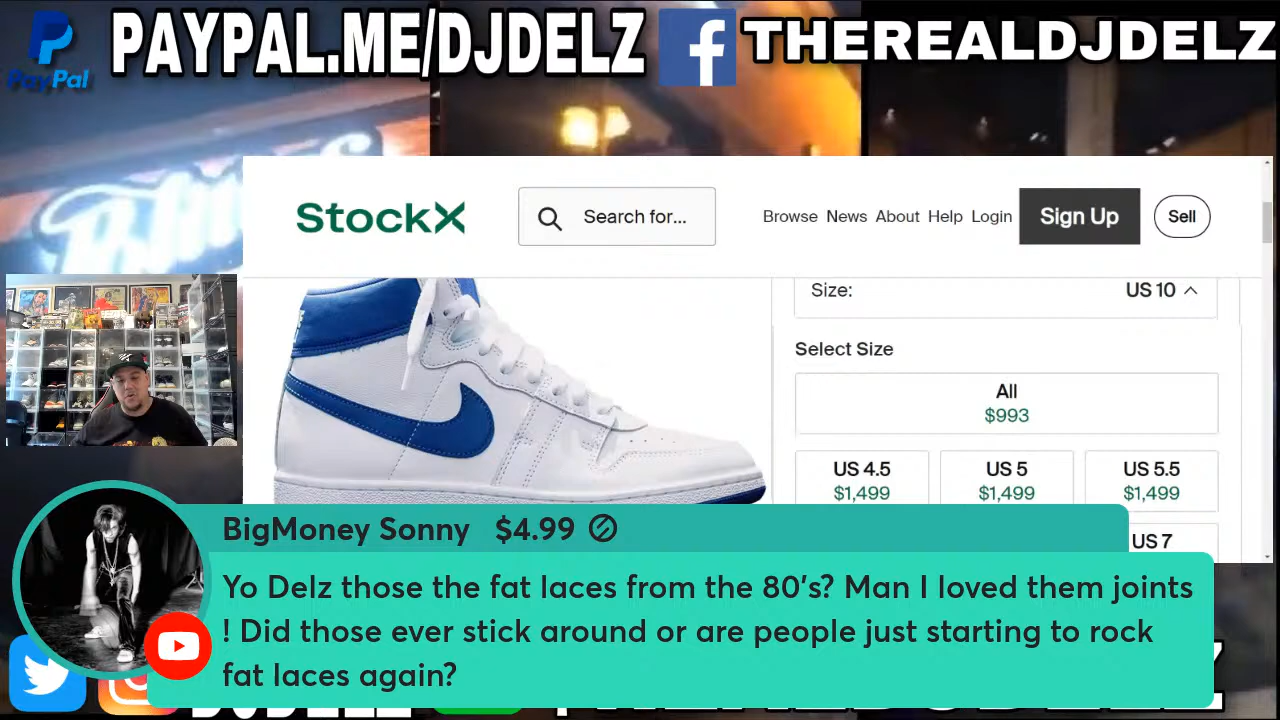 PAYPAL.ME/DJDELZ THEREALDJDELZ
PayPal
StockX Search for... Browse News About Help Login Sign Up Sell
Size: US 10
Select Size
All
$993
US 4.5 US 5 US 5.5
$1,499 $1,499 $1,499
US 7
BigMoney Sonny $4.99
Yo Delz those the fat laces from the 80's? Man I loved them joints
! Did those ever stick around or are people just starting to rock
fat laces again?